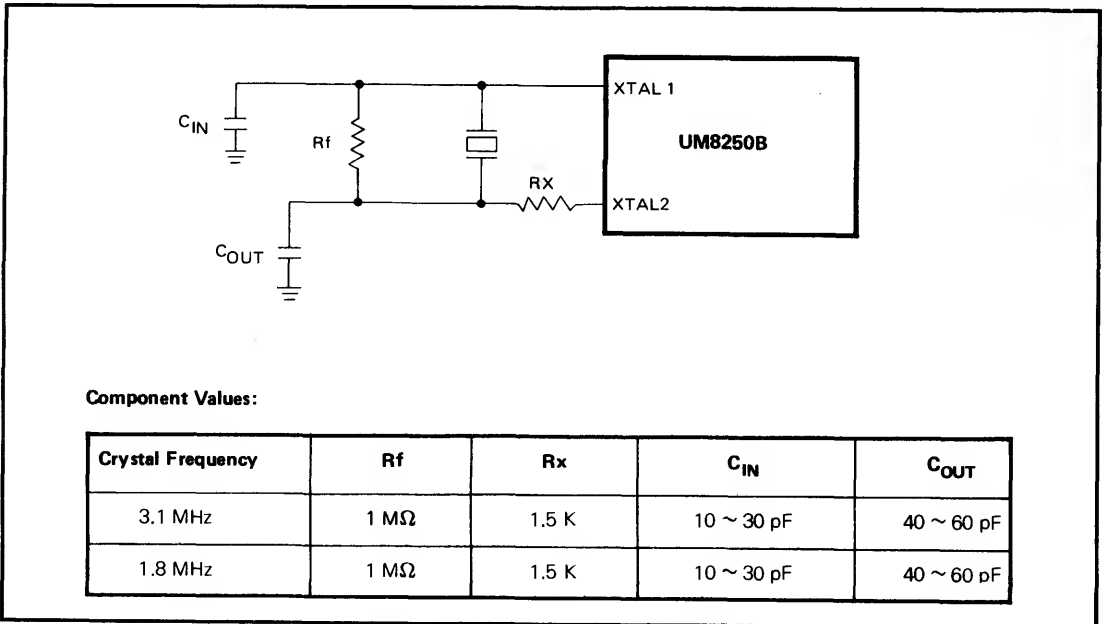 XTAL 1
C_IN
Rf
UM8250B
RX
XTAL2
C_OUT
Component Values:
Crystal Frequency Rf Rx C_IN C_OUT
3.1 MHz 1 MΩ 1.5 K 10 ~ 30 pF 40 ~ 60 pF
1.8 MHz 1 MΩ 1.5 K 10 ~ 30 pF 40 ~ 60 pF